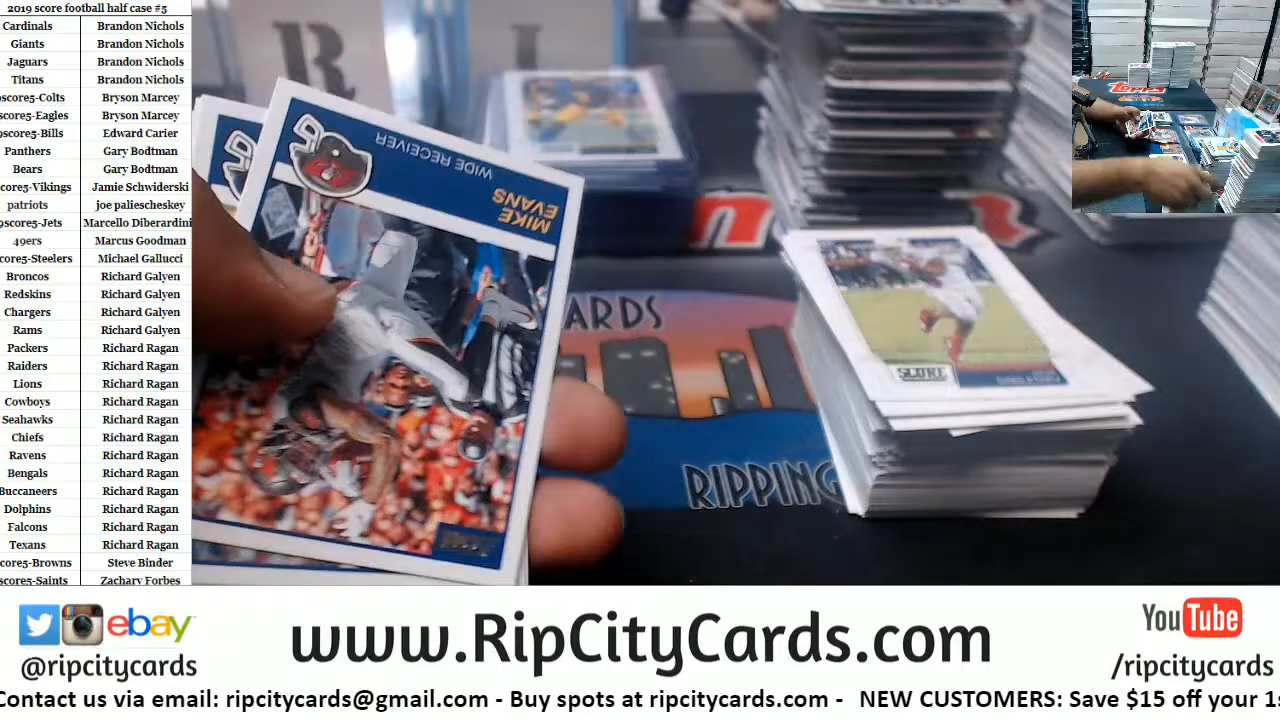 2019 score football half case #5
Cardinals Brandon Nichols
Giants Brandon Nichols
Jaguars Brandon Nichols
Titans Brandon Nichols
score5-Colts Bryson Marcey
score5-Eagles Bryson Marcey
9score5-Bills Edward Carier
Panthers Gary Bodtman
Bears Gary Bodtman
core5-Vikings Jamie Schwiderski
patriots joe paliescheskey
9score5-Jets Marcello Diberardini
49ers Marcus Goodman
core5-Steelers Michael Gallucci
Broncos Richard Galyen
Redskins Richard Galyen
Chargers Richard Galyen
Rams Richard Galyen
Packers Richard Ragan
Raiders Richard Ragan
Lions Richard Ragan
Cowboys Richard Ragan
Seahawks Richard Ragan
Chiefs Richard Ragan
Ravens Richard Ragan
Bengals Richard Ragan
Buccaneers Richard Ragan
Dolphins Richard Ragan
Falcons Richard Ragan
Texans Richard Ragan
core5-Browns Steve Binder
score5-Saints Zachary Forbes
R I
WIDE RECEIVER
MIKE
EVANS
ARDS
RIPPING
SCORE
TOPPS
ebay
@ripcitycards
www.RipCityCards.com
YouTube
/ripcitycards
Contact us via email: ripcitycards@gmail.com - Buy spots at ripcitycards.com - NEW CUSTOMERS: Save $15 off your 1s